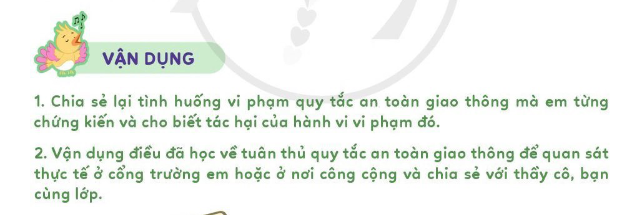 VẬN DỤNG
1. Chia sẻ lại tình huống vi phạm quy tắc an toàn giao thông mà em từng
chứng kiến và cho biết tác hại của hành vi vi phạm đó.
2. Vận dụng điều đã học về tuân thủ quy tắc an toàn giao thông để quan sát
thực tế ở cổng trường em hoặc ở nơi công cộng và chia sẻ với thầy cô, bạn
cùng lớp.